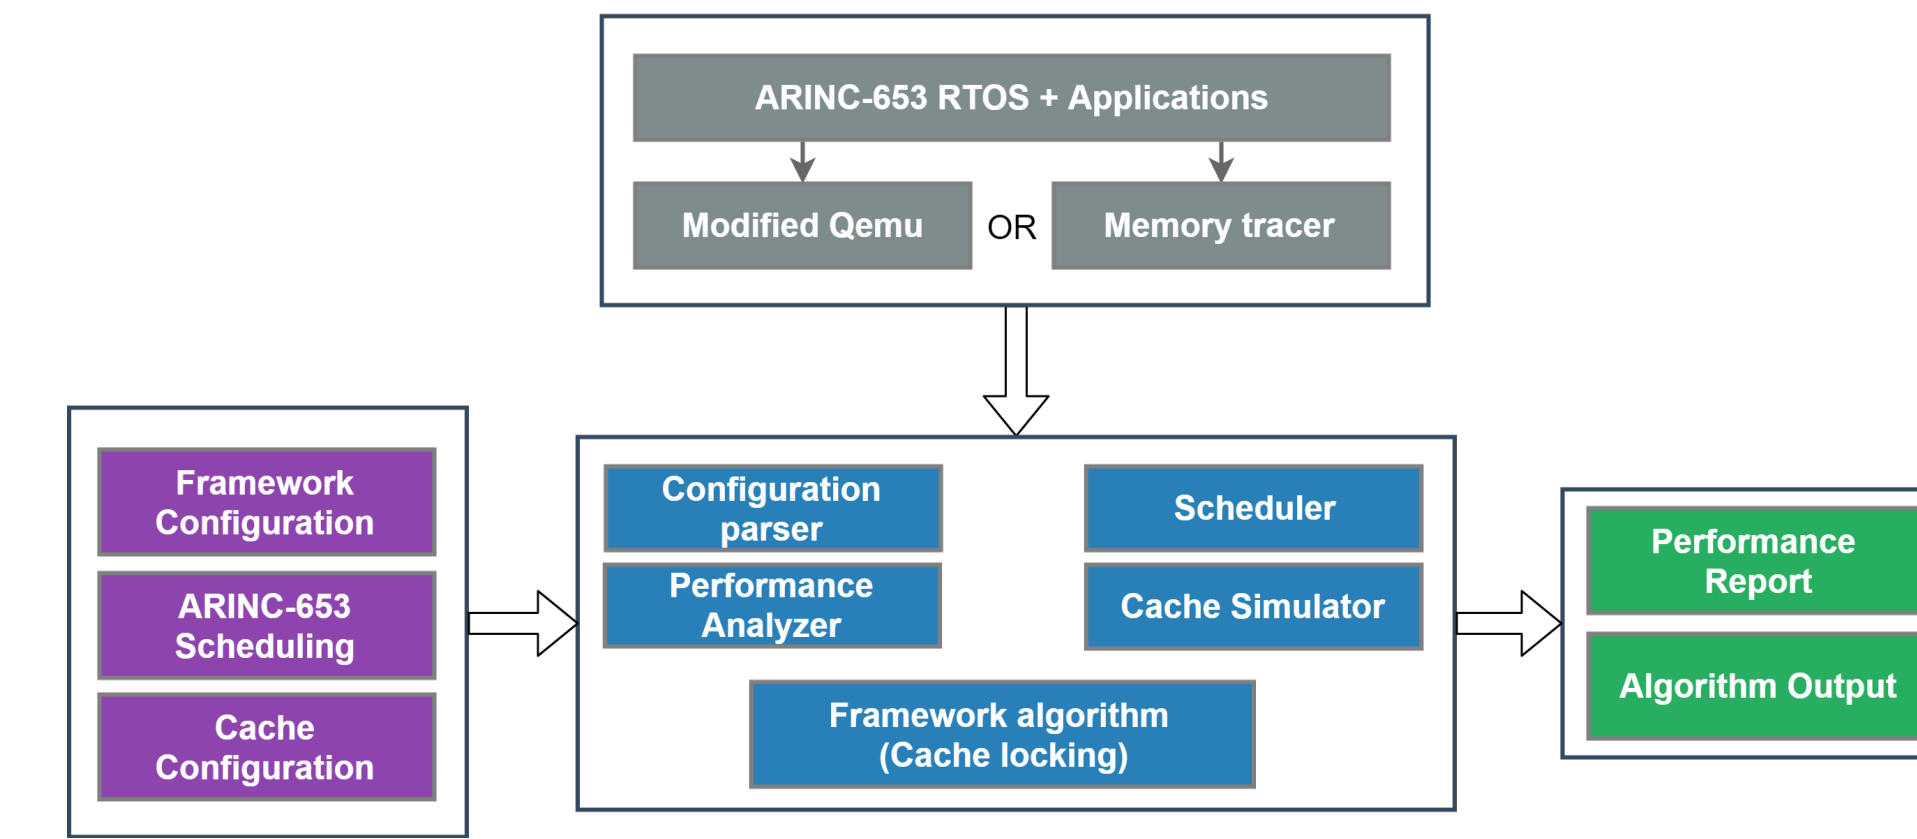 ARINC-653 RTOS + Applications
Modified Qemu
OR
Memory tracer
Framework
Configuration
ARINC-653
Scheduling
Cache
Configuration
Configuration
parser
Scheduler
Performance
Analyzer
Cache Simulator
Framework algorithm
(Cache locking)
Performance
Report
Algorithm Output